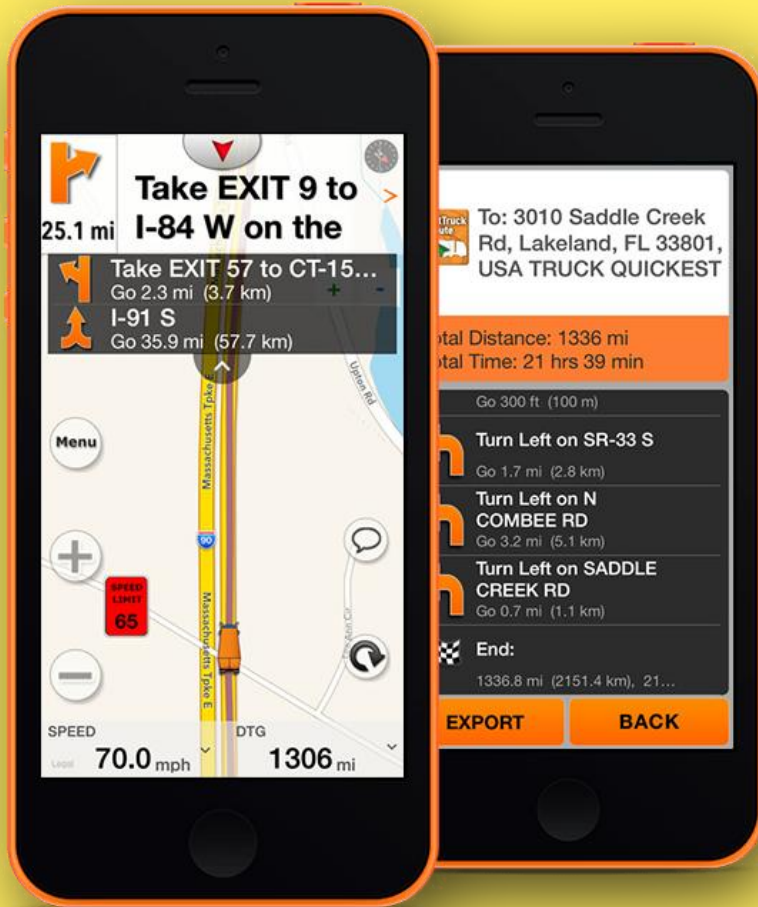 Take EXIT 9 to
25.1 mi
I-84 W on the
Take EXIT 57 to CT-15...
Go 2.3 mi (3.7 km)
+ -
I-91 S
Go 35.9 mi (57.7 km)
Massachusetts Tpke E
Upton Rd
Menu
90
SPEED
LIMIT
65
Massachusetts Tpke E
SPEED
DTG
Legal
70.0 mph
1306 mi
To: 3010 Saddle Creek
Rd, Lakeland, FL 33801,
USA TRUCK QUICKEST
tal Distance: 1336 mi
tal Time: 21 hrs 39 min
Go 300 ft (100 m)
Turn Left on SR-33 S
Go 1.7 mi (2.8 km)
Turn Left on N
COMBEE RD
Go 3.2 mi (5.1 km)
Turn Left on SADDLE
CREEK RD
Go 0.7 mi (1.1 km)
End:
1336.8 mi (2151.4 km), 21...
EXPORT
BACK